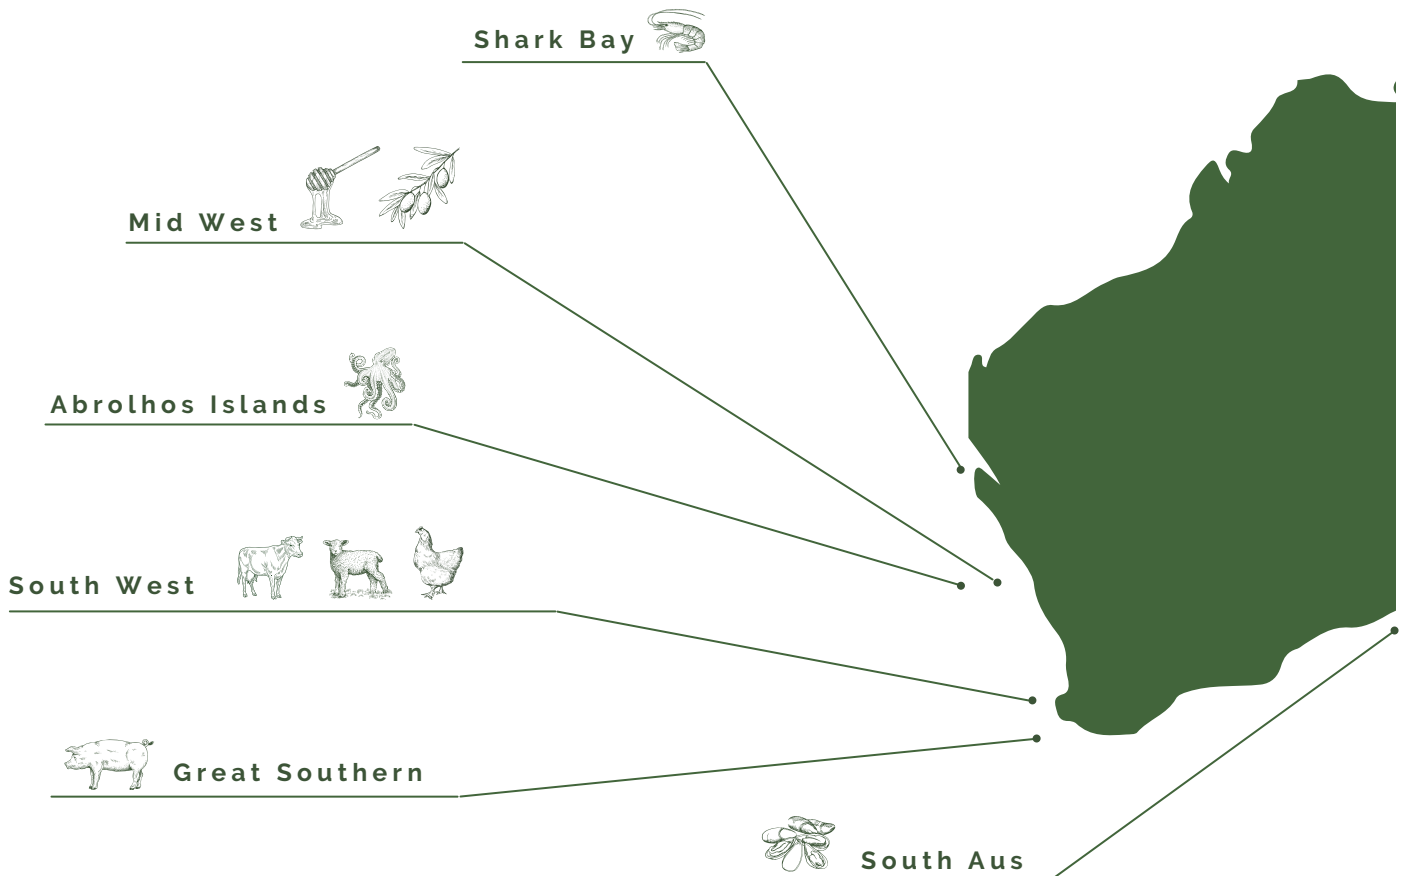 Shark Bay
Mid West
Abrolhos Islands
South West
Great Southern
South Aus